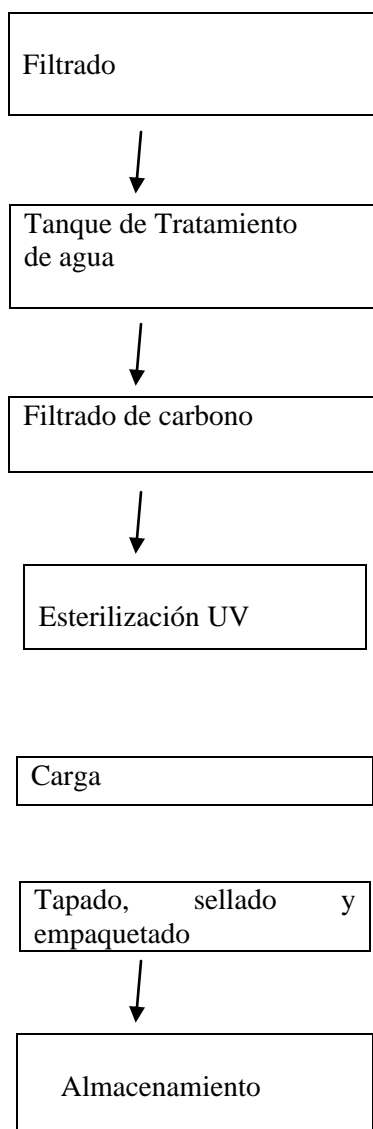 Filtrado
Tanque de Tratamiento
de agua
Filtrado de carbono
Esterilización UV
Carga
Tapado, sellado y
empaquetado
Almacenamiento